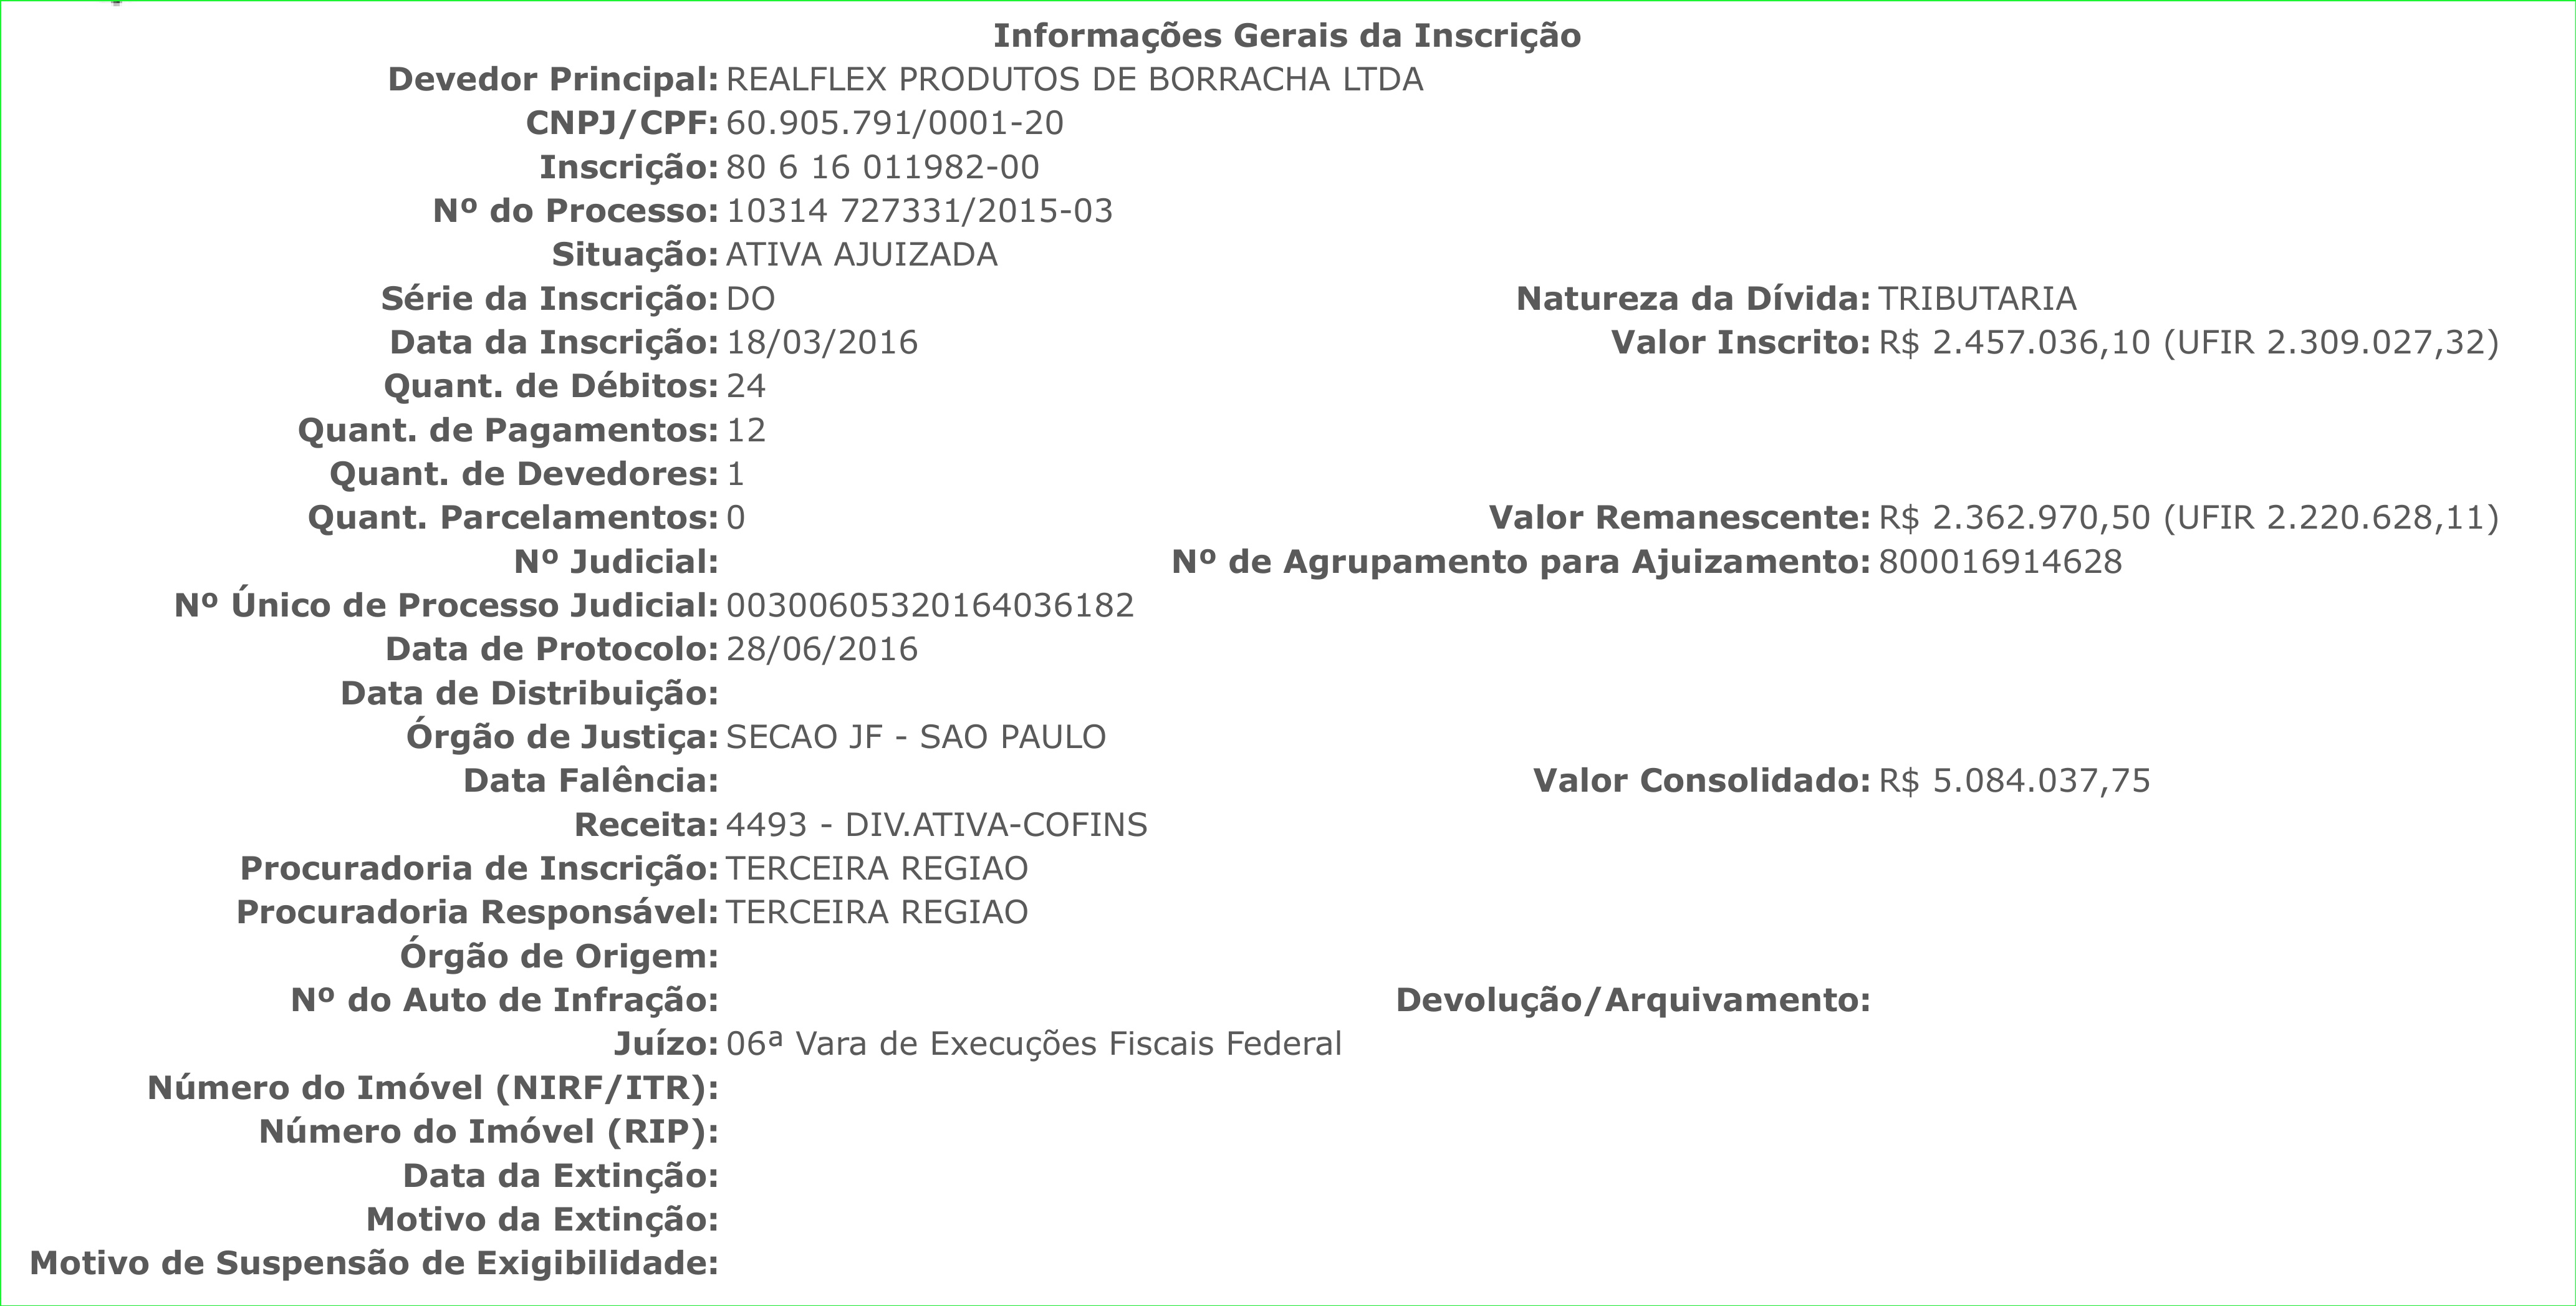 Informações Gerais da Inscrição
Devedor Principal: REALFLEX PRODUTOS DE BORRACHA LTDA
CNPJ/CPF: 60.905.791/0001-20
Inscrição: 80 6 16 011982-00
Nº do Processo: 10314 727331/2015-03
Situação: ATIVA AJUIZADA
Série da Inscrição: DO Natureza da Dívida: TRIBUTARIA
Data da Inscrição: 18/03/2016 Valor Inscrito: R$ 2.457.036,10 (UFIR 2.309.027,32)
Quant. de Débitos: 24
Quant. de Pagamentos: 12
Quant. de Devedores: 1
Quant. Parcelamentos: 0 Valor Remanescente: R$ 2.362.970,50 (UFIR 2.220.628,11)
Nº Judicial: Nº de Agrupamento para Ajuizamento: 800016914628
Nº Único de Processo Judicial: 00300605320164036182
Data de Protocolo: 28/06/2016
Data de Distribuição:
Órgão de Justiça: SECAO JF - SAO PAULO
Data Falência: Valor Consolidado: R$ 5.084.037,75
Receita: 4493 - DIV.ATIVA-COFINS
Procuradoria de Inscrição: TERCEIRA REGIAO
Procuradoria Responsável: TERCEIRA REGIAO
Órgão de Origem:
Nº do Auto de Infração: Devolução/Arquivamento:
Juízo: 06ª Vara de Execuções Fiscais Federal
Número do Imóvel (NIRF/ITR):
Número do Imóvel (RIP):
Data da Extinção:
Motivo da Extinção:
Motivo de Suspensão de Exigibilidade: